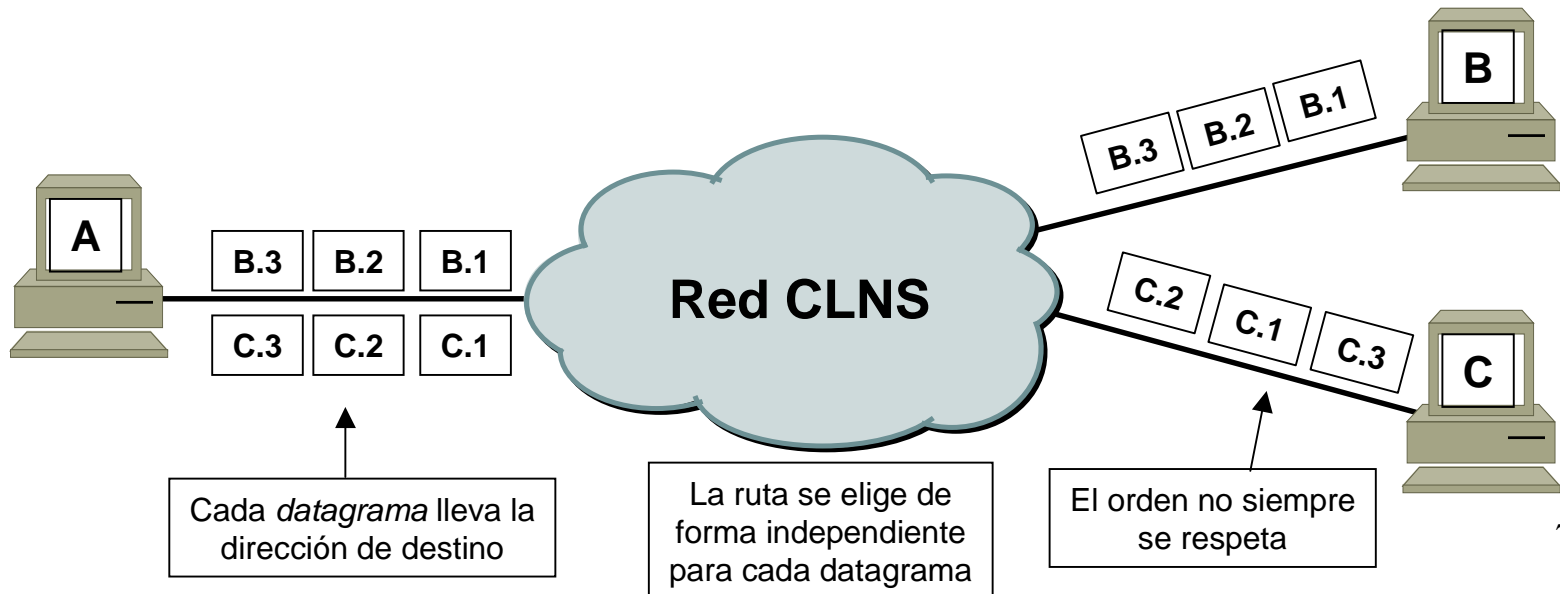 A
B.3
B.2
B.1
C.3
C.2
C.1
Red CLNS
B.3
B.2
B.1
B
C.2
C.1
C.3
C
Cada datagrama lleva la
dirección de destino
La ruta se elige de
forma independiente
para cada datagrama
El orden no siempre
se respeta